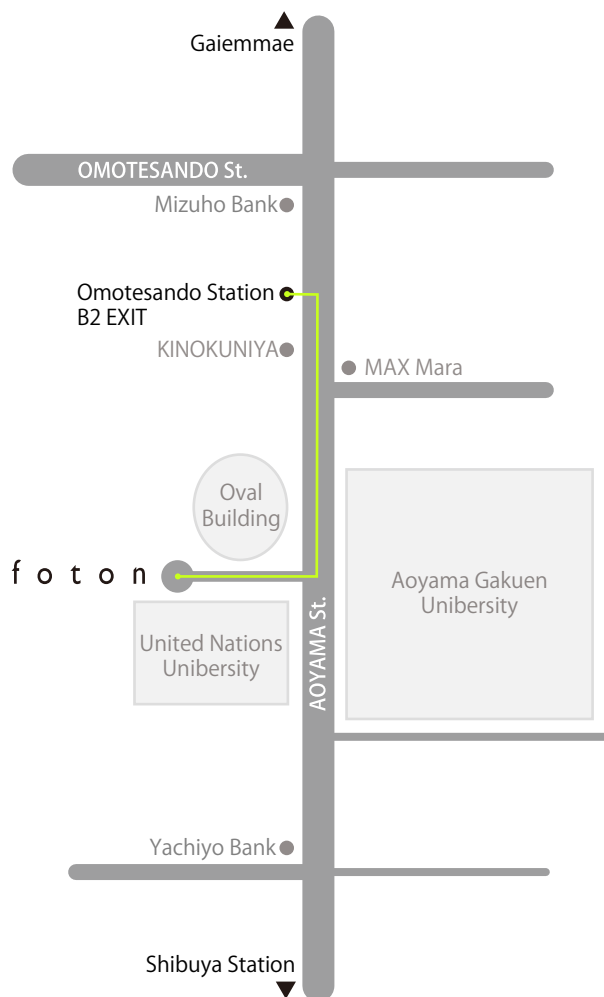 Gaiemmae
OMOTESANDO St.
Mizuho Bank
Omotesando Station
B2 EXIT
KINOKUNIYA
MAX Mara
Oval
Building
foton
Aoyama Gakuen
Unibersity
United Nations
Unibersity
AOYAMA St.
Yachiyo Bank
Shibuya Station